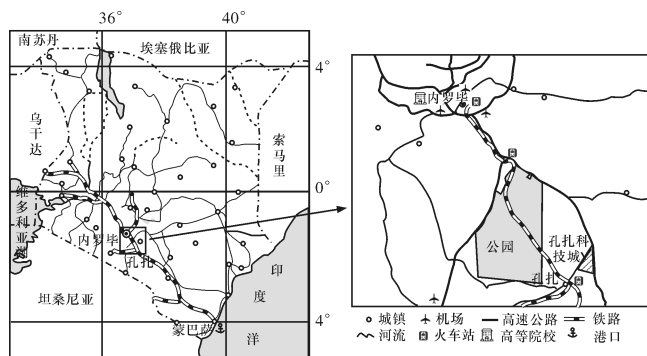 36°
40°
南苏丹
埃塞俄比亚
4°
乌干达
索马里
0°
维多利亚湖
内罗毕
孔扎
坦桑尼亚
蒙巴萨
印度洋
4°
内罗毕
公园
孔扎科
技城
孔扎
城镇 机场 高速公路 铁路
河流 火车站 高等院校 港口